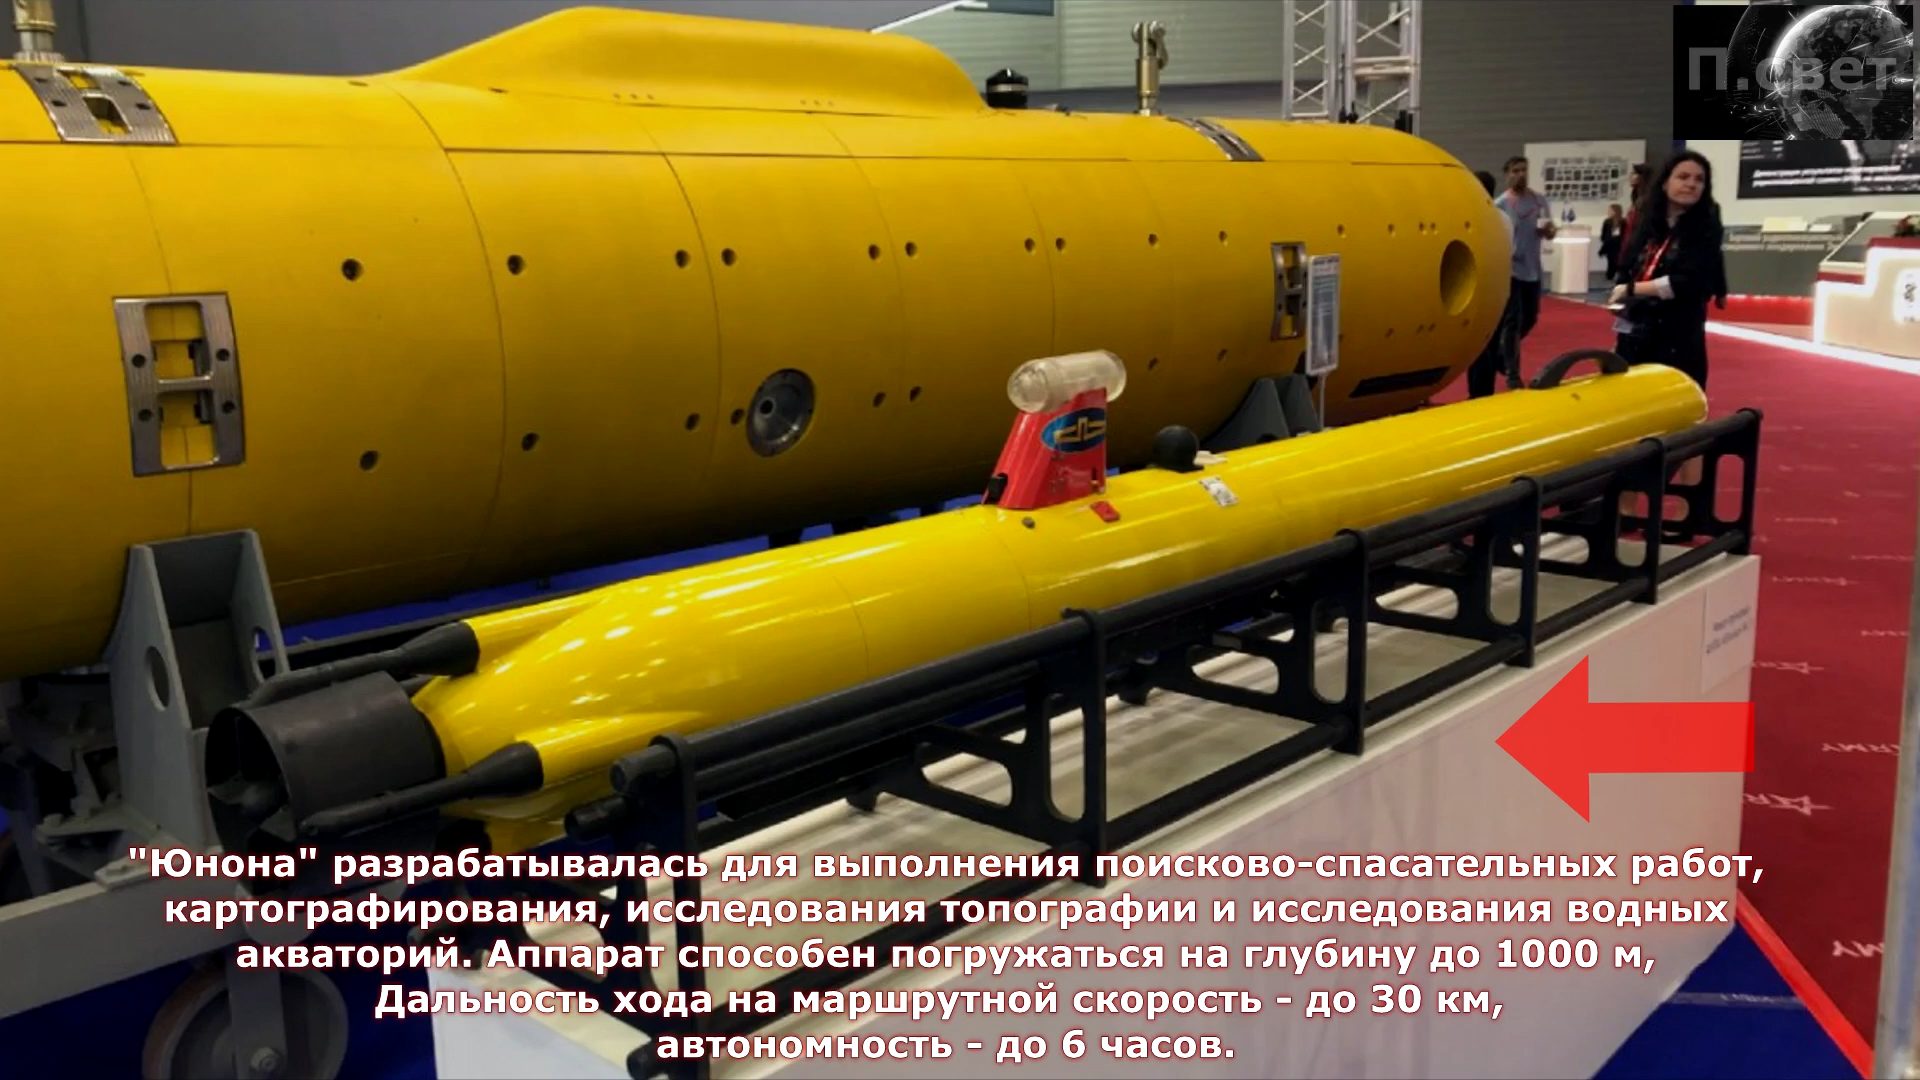 П.свет
"Юнона" разрабатывалась для выполнения поисково-спасательных работ,
картографирования, исследования топографии и исследования водных
акваторий. Аппарат способен погружаться на глубину до 1000 м,
Дальность хода на маршрутной скорость - до 30 км,
автономность - до 6 часов.
ARMY